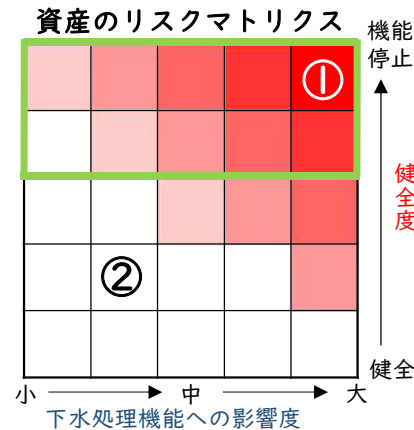 資産のリスクマトリクス
機能
停止
①
健全度
②
健全
小 中 大
下水処理機能への影響度